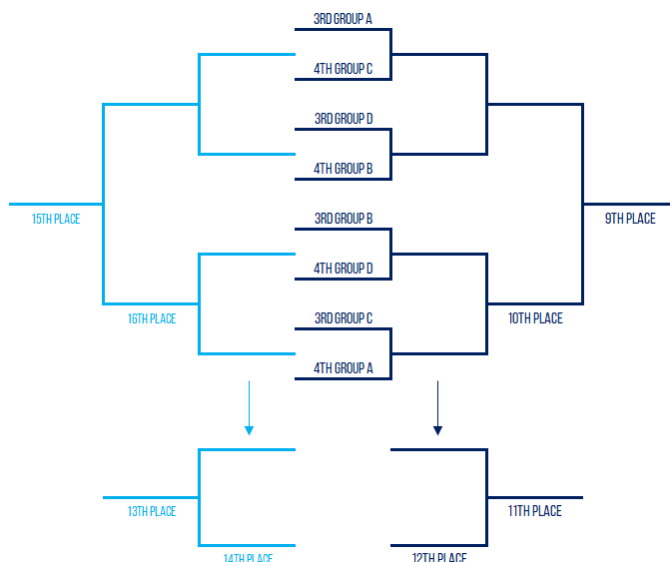 3RD GROUP A
4TH GROUP C
3RD GROUP D
4TH GROUP B
15TH PLACE
9TH PLACE
3RD GROUP B
4TH GROUP D
16TH PLACE
3RD GROUP C
10TH PLACE
4TH GROUP A
13TH PLACE
11TH PLACE
14TH PLACE
12TH PLACE